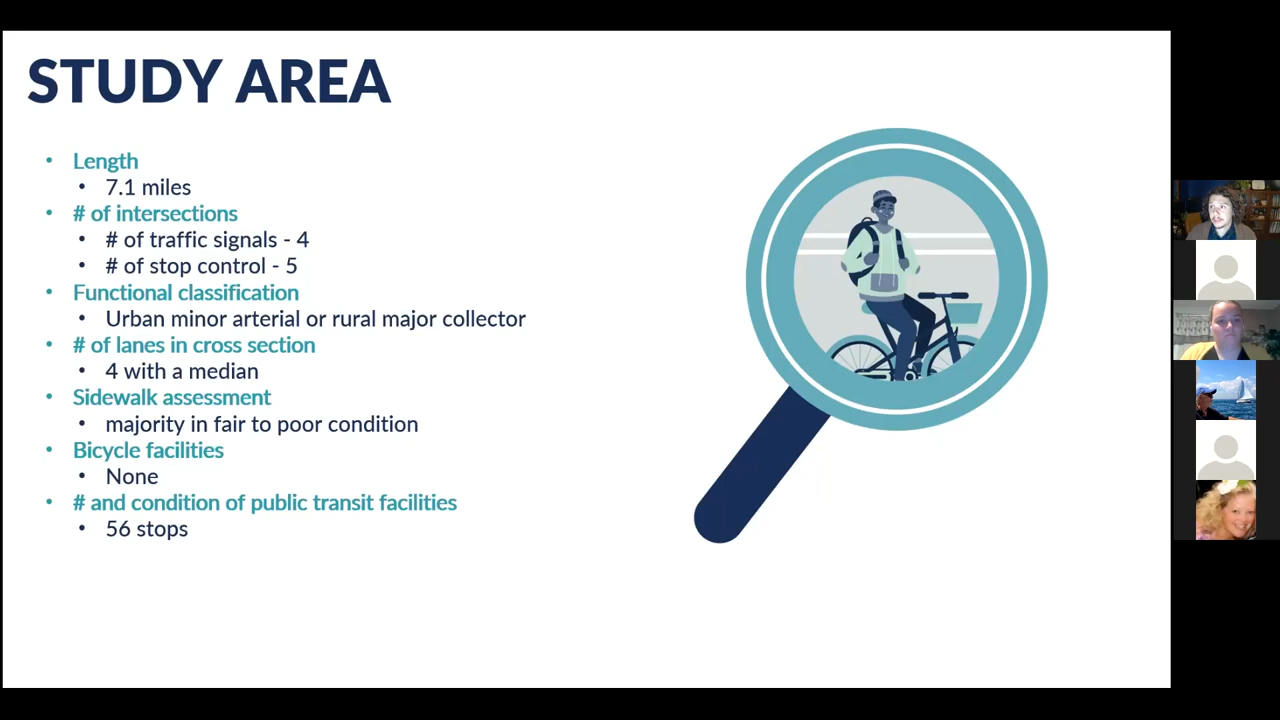 STUDY AREA
• Length
• 7.1 miles
• # of intersections
• # of traffic signals - 4
• # of stop control - 5
• Functional classification
• Urban minor arterial or rural major collector
• # of lanes in cross section
• 4 with a median
• Sidewalk assessment
• majority in fair to poor condition
• Bicycle facilities
• None
• # and condition of public transit facilities
• 56 stops